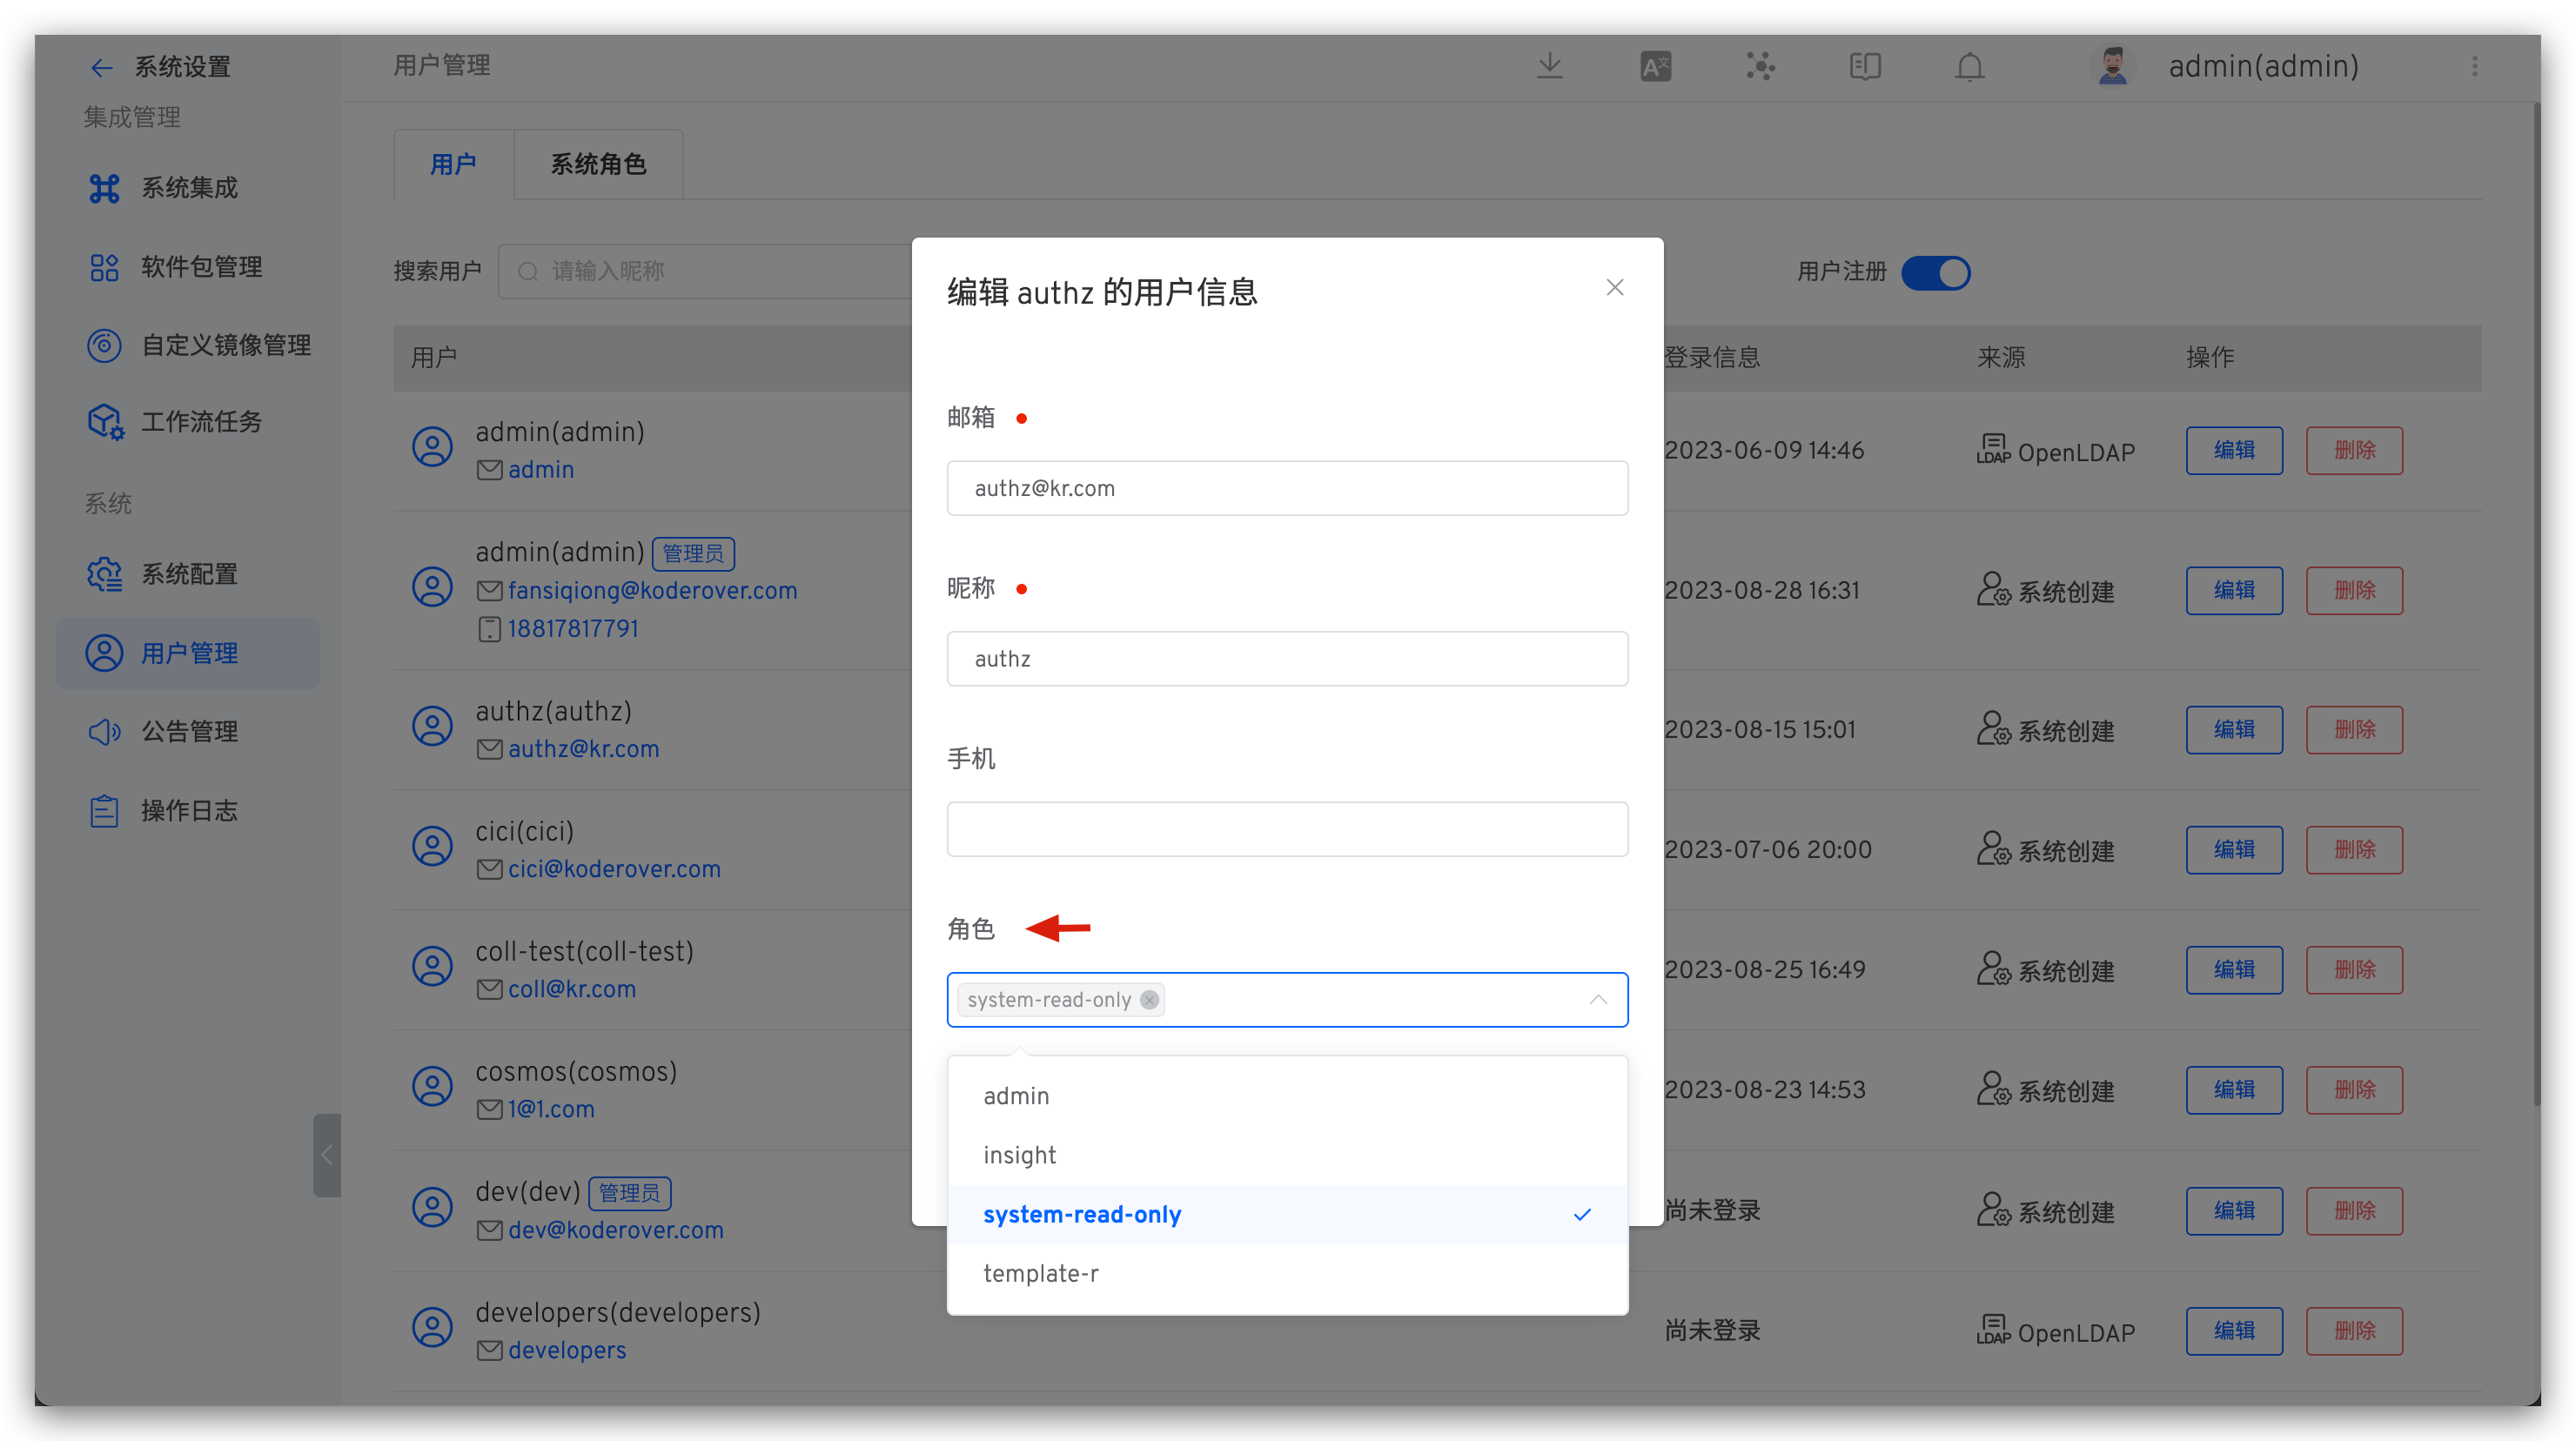 系统设置
集成管理
系统集成
软件包管理
自定义镜像管理
工作流任务
系统
系统配置
用户管理
公告管理
操作日志
用户管理
A文
admin(admin)
用户
系统角色
搜索用户
请输入昵称
用户注册
用户
登录信息
来源
操作
admin(admin)
admin
2023-06-09 14:46
LDAP OpenLDAP
编辑
删除
admin(admin) 管理员
fansiqiong@koderover.com
18817817791
2023-08-28 16:31
系统创建
编辑
删除
authz(authz)
authz@kr.com
2023-08-15 15:01
系统创建
编辑
删除
cici(cici)
cici@koderover.com
2023-07-06 20:00
系统创建
编辑
删除
coll-test(coll-test)
coll@kr.com
2023-08-25 16:49
系统创建
编辑
删除
cosmos(cosmos)
1@1.com
2023-08-23 14:53
系统创建
编辑
删除
dev(dev) 管理员
dev@koderover.com
尚未登录
系统创建
编辑
删除
developers(developers)
developers
尚未登录
LDAP OpenLDAP
编辑
删除
编辑 authz 的用户信息
邮箱
authz@kr.com
昵称
authz
手机
角色
system-read-only
admin
insight
system-read-only
template-r